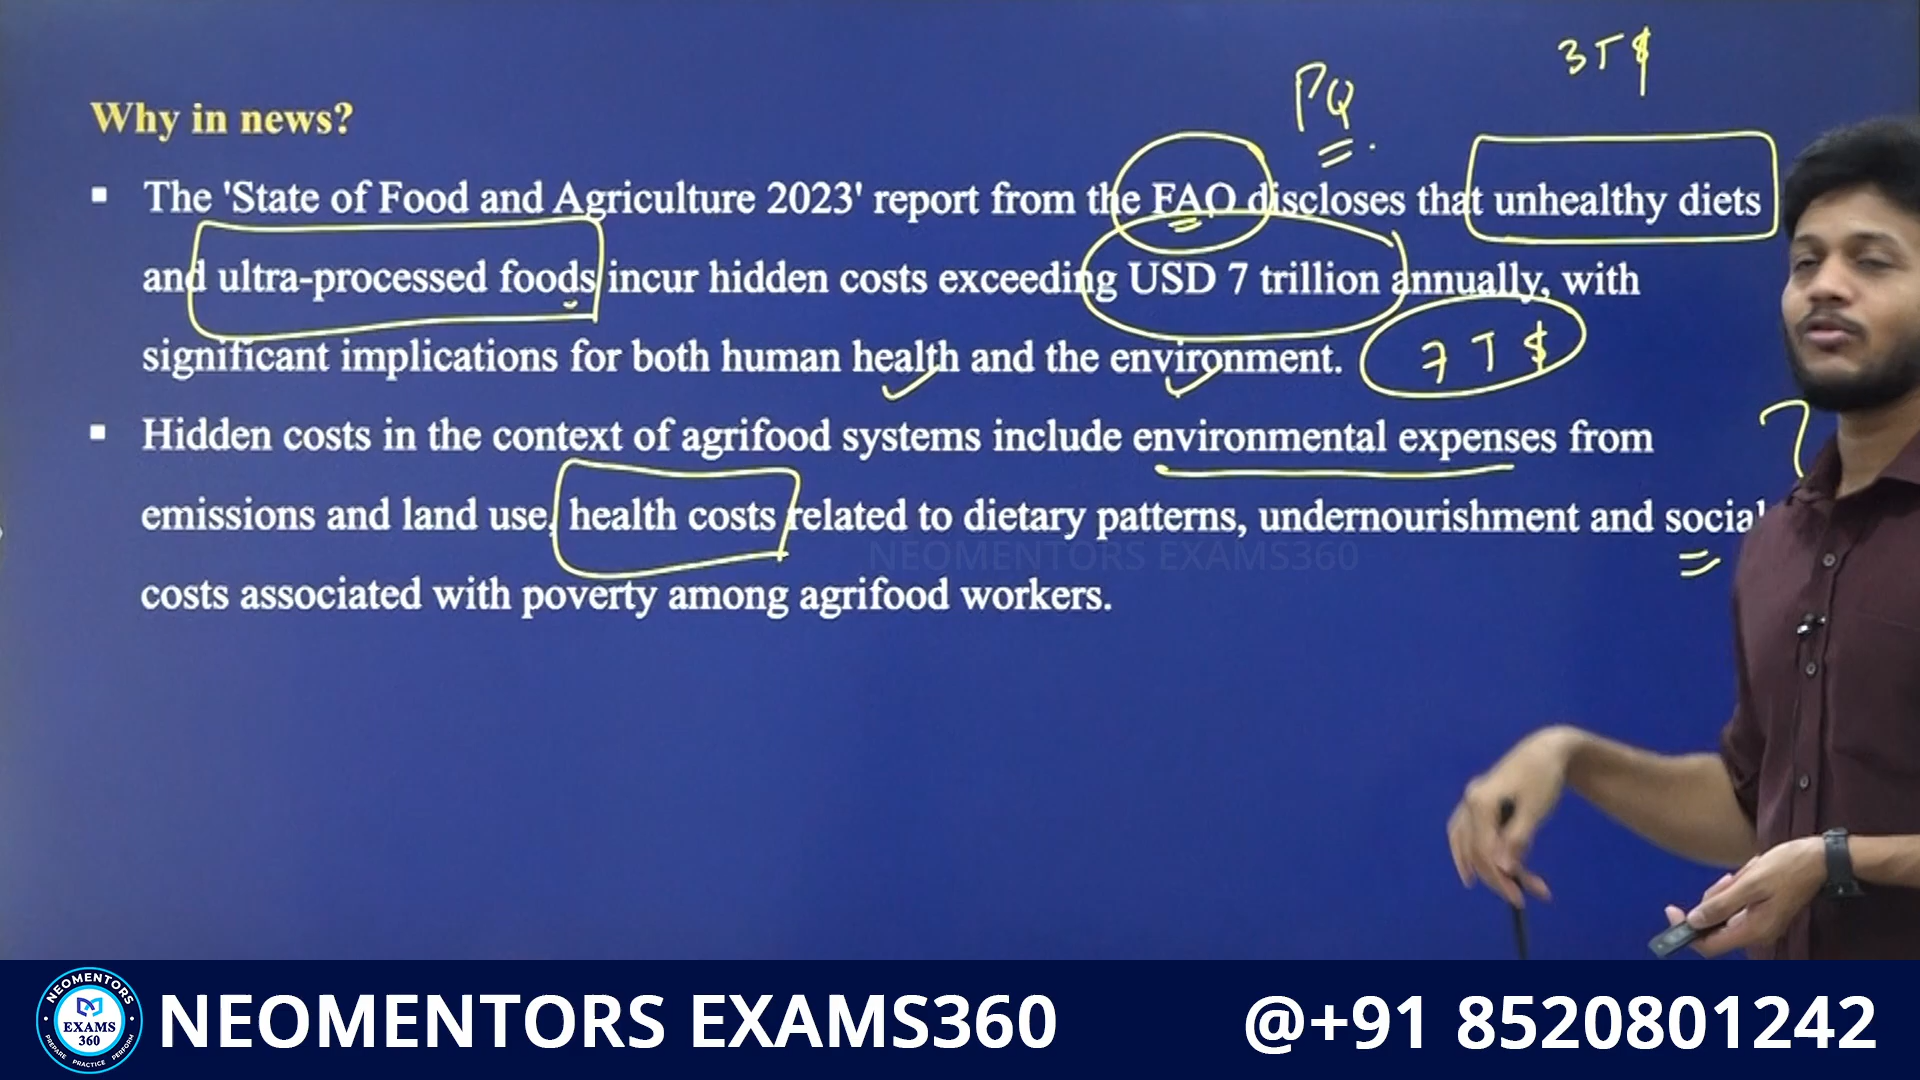 3T$
PQ
Why in news?
▪ The 'State of Food and Agriculture 2023' report from the FAO discloses that unhealthy diets
and ultra-processed foods incur hidden costs exceeding USD 7 trillion annually, with
significant implications for both human health and the environment.
7T$
▪ Hidden costs in the context of agrifood systems include environmental expenses from
emissions and land use, health costs related to dietary patterns, undernourishment and social
costs associated with poverty among agrifood workers.
NEOMENTORS EXAMS360
NEOMENTORS
EXAMS
360
PREPARE PRACTICE PERFORM
NEOMENTORS EXAMS360 @+91 8520801242